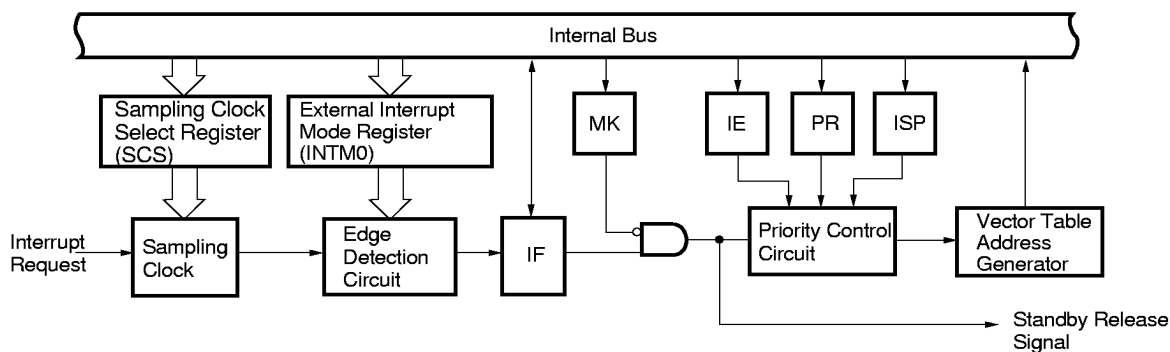 Internal Bus
Sampling Clock
Select Register
(SCS)
External Interrupt
Mode Register
(INTM0)
MK
IE
PR
ISP
Interrupt
Request
Sampling
Clock
Edge
Detection
Circuit
IF
Priority Control
Circuit
Vector Table
Address
Generator
Standby Release
Signal